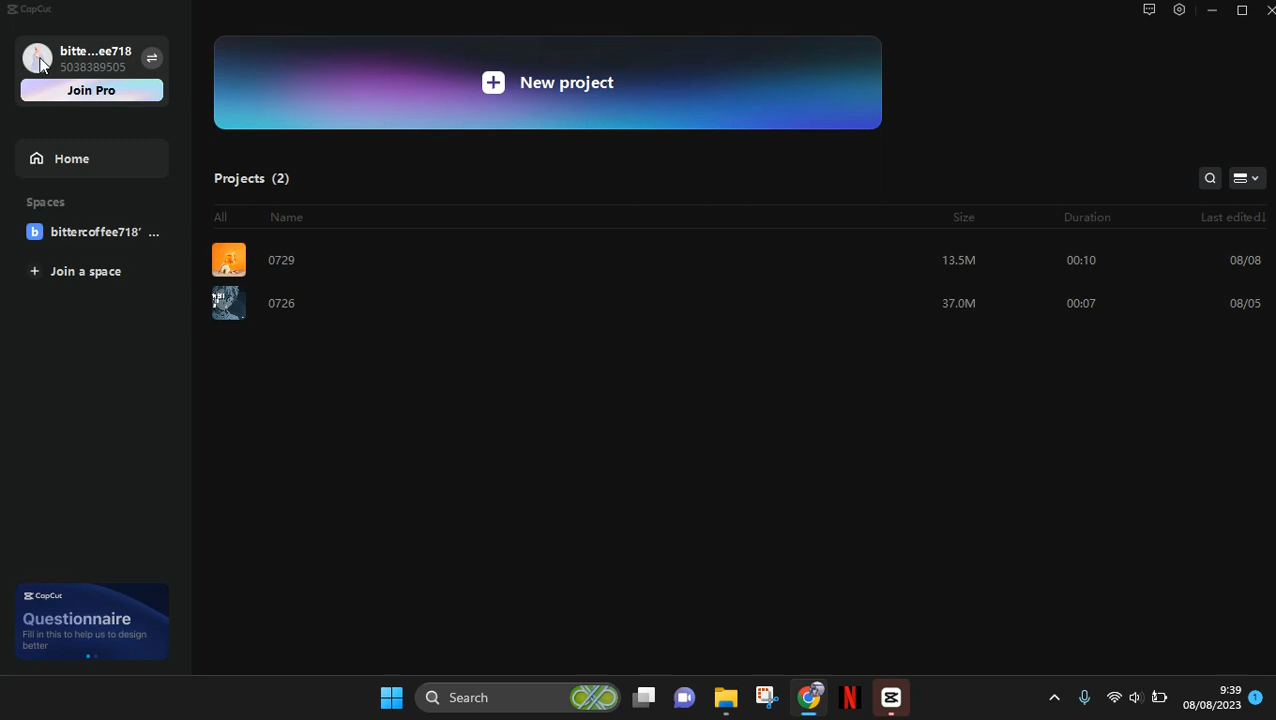 CapCut
bitte...ee718
5038389505
Join Pro
New project
Home
Projects (2)
Spaces
All Name Size Duration Last edited↓
bittercoffee718' ...
0729 13.5M 00:10 08/08
Join a space
0726 37.0M 00:07 08/05
CapCut
Questionnaire
Fill in this to help us to design
better
Search
9:39
08/08/2023
1